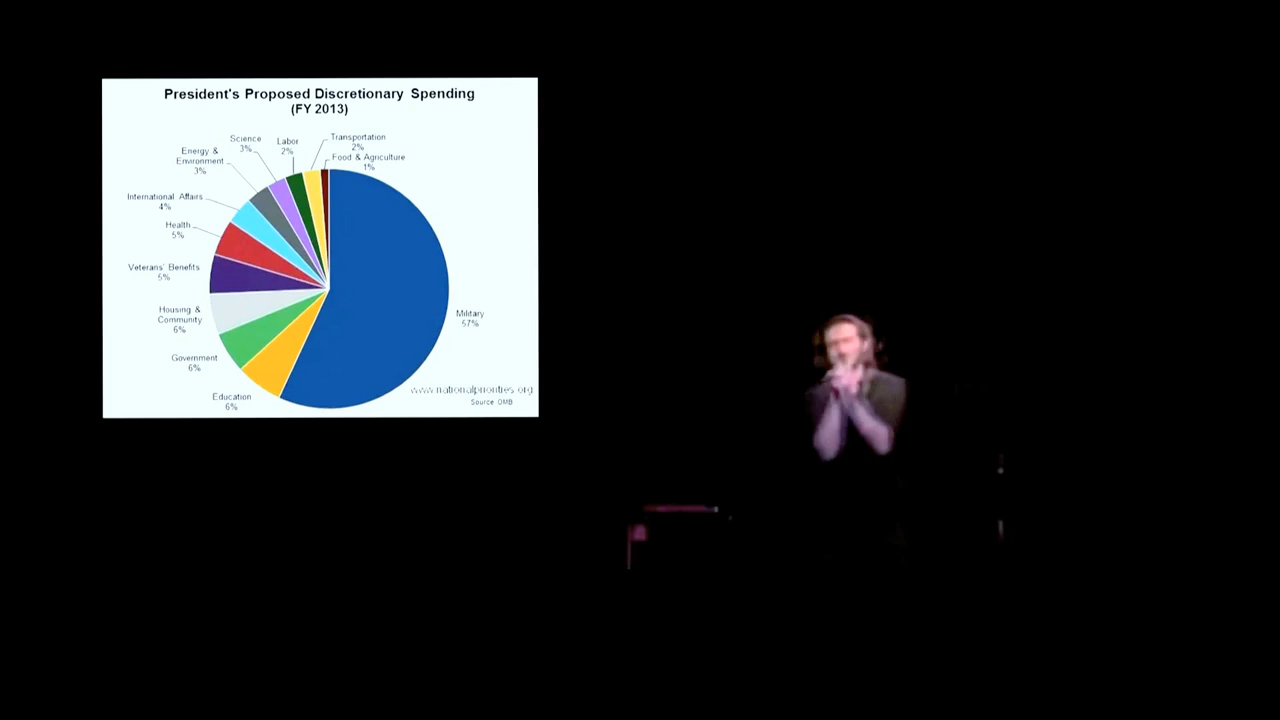 President's Proposed Discretionary Spending
(FY 2013)
Science
3%
Labor
2%
Transportation
2%
Food & Agriculture
1%
Energy &
Environment
3%
International Affairs
4%
Health
5%
Veterans' Benefits
5%
Housing &
Community
6%
Government
6%
Education
6%
Military
57%
www.nationalpriorities.org
Source: OMB